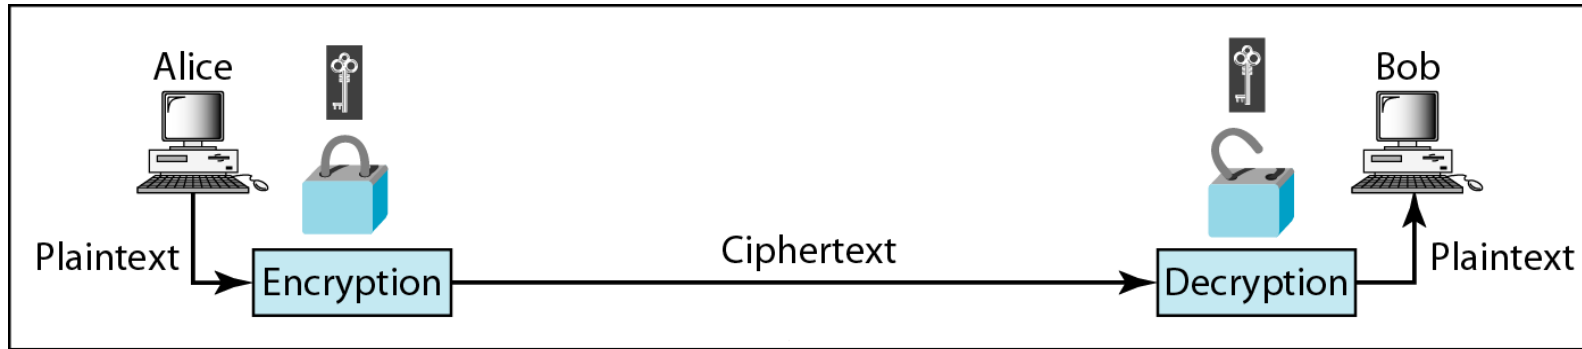 Alice
Bob
Plaintext
Encryption
Ciphertext
Decryption
Plaintext